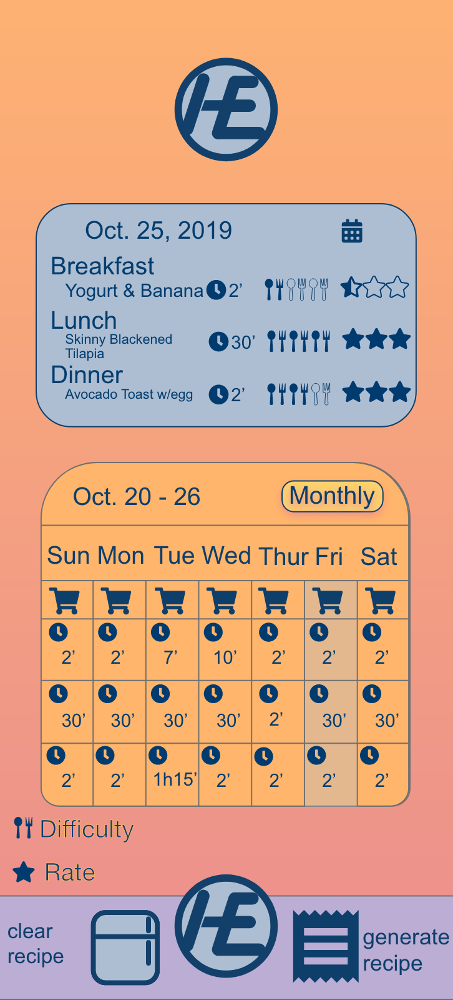 HE
Oct. 25, 2019
Breakfast
Yogurt & Banana 2’
Lunch
Skinny Blackened
Tilapia
30’
Dinner
Avocado Toast w/egg 2’
Oct. 20 - 26 Monthly
Sun Mon Tue Wed Thur Fri Sat
2’ 2’ 7’ 10’ 2’ 2’ 2’
30’ 30’ 30’ 30’ 2’ 30’ 30’
2’ 2’ 1h15’ 2’ 2’ 2’ 2’
Difficulty
Rate
clear
recipe
HE
generate
recipe